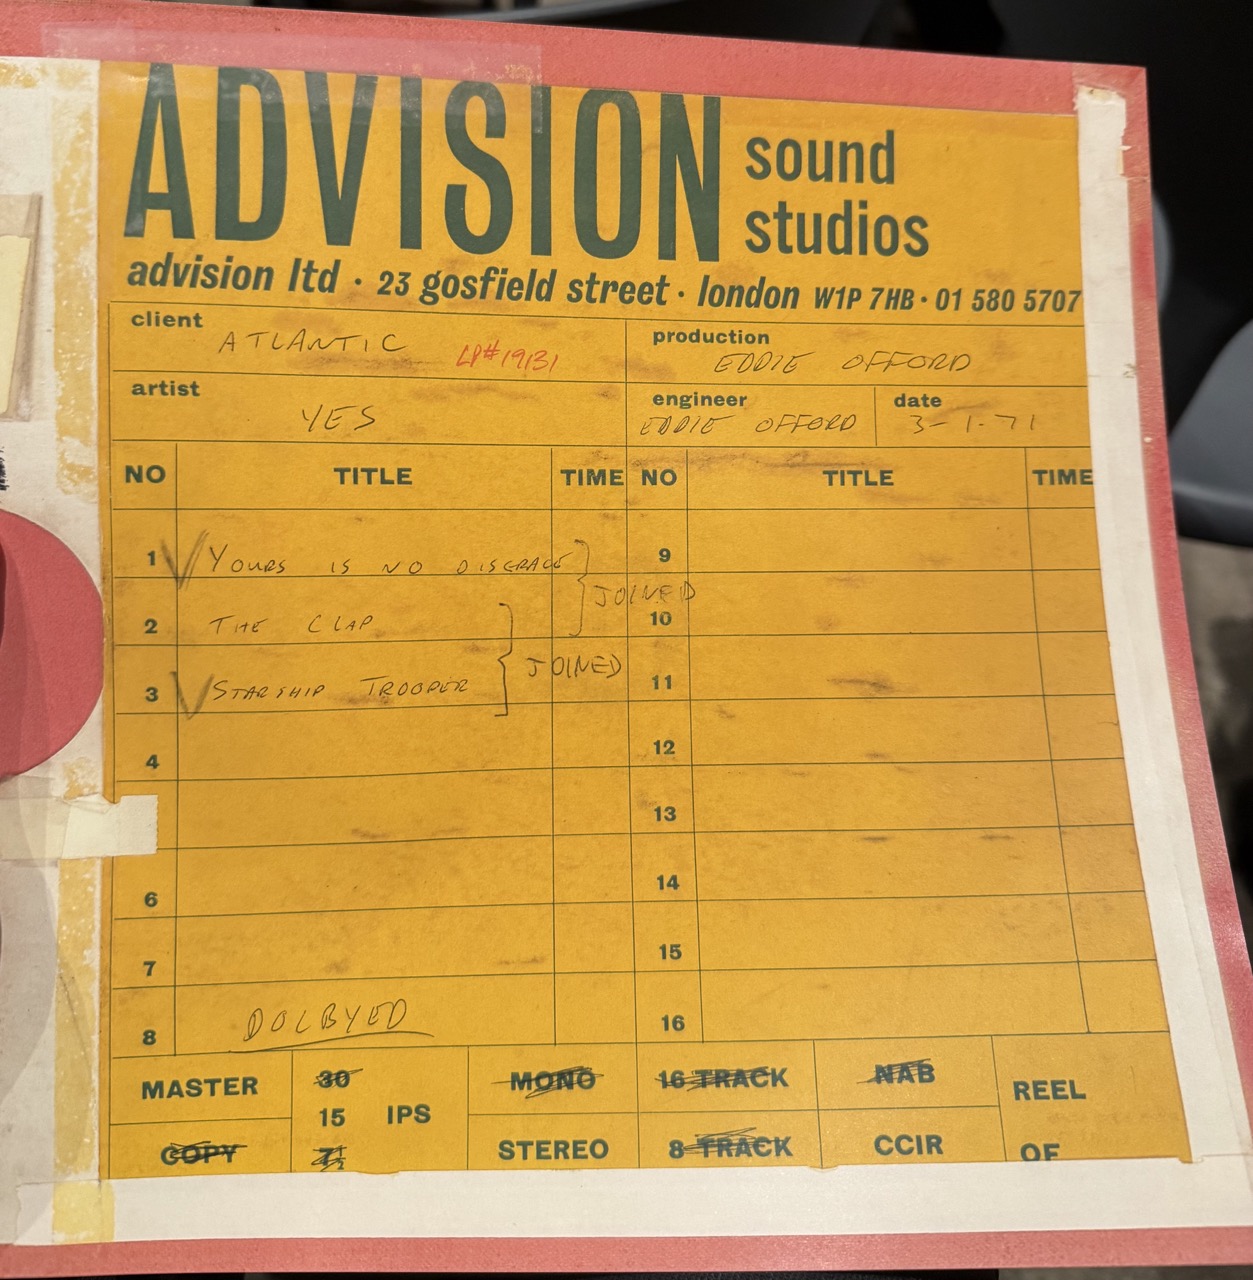 ADVISION sound studios
advision ltd · 23 gosfield street · london W1P 7HB · 01 580 5707
client ATLANTIC LP#19131
production EDDIE OFFORD
artist YES
engineer EDDIE OFFORD
date 3-1-71
NO TITLE TIME NO TITLE TIME
1 YOURS IS NO DISGRACE 9
JOINED
2 THE CLAP 10
JOINED
3 STARSHIP TROOPER 11
4 12
13
6 14
7 15
8 DOLBYED 16
MASTER 30 MONO 16 TRACK NAB REEL
15 IPS
COPY 7½ STEREO 8 TRACK CCIR OF